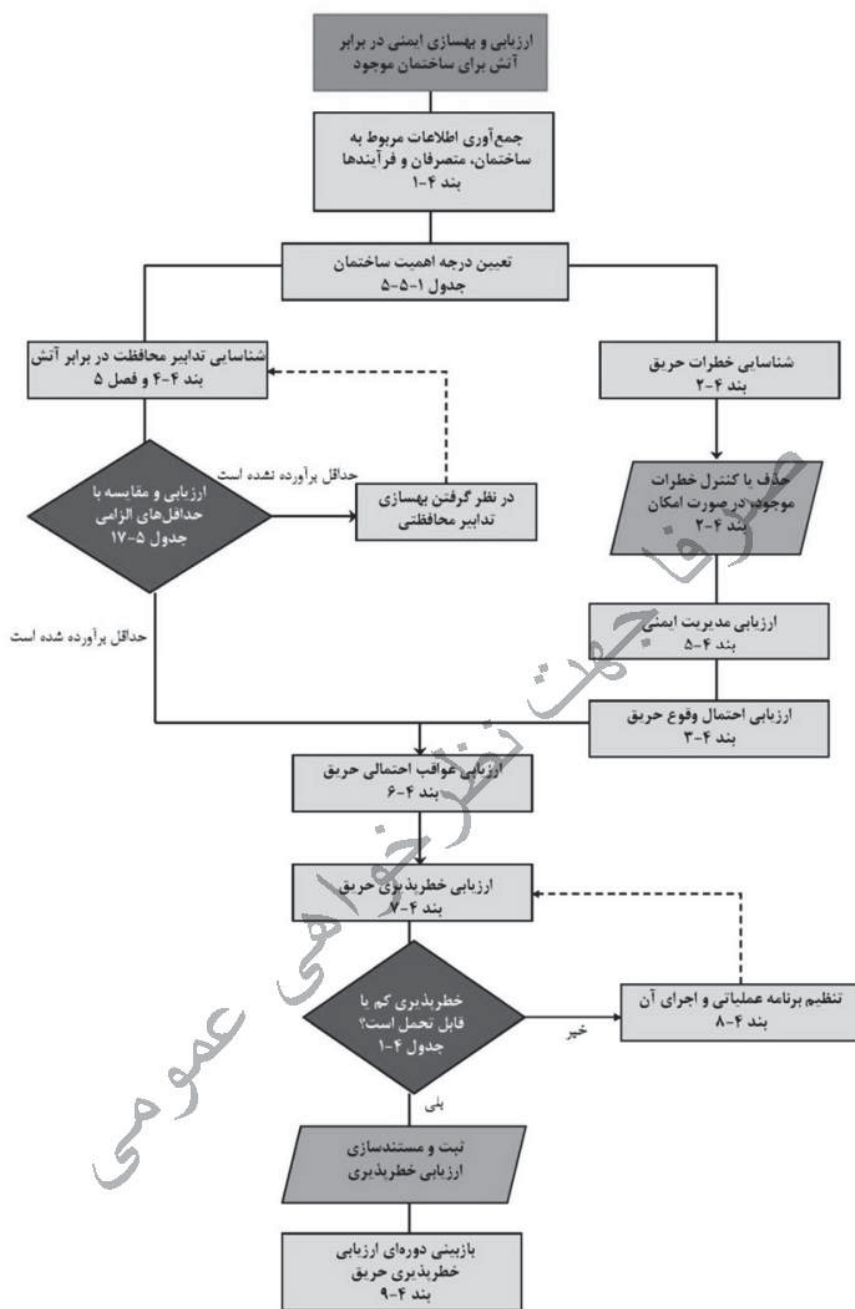 ارزیابی و بهسازی ایمنی در برابر
آتش برای ساختمان موجود
جمع‌آوری اطلاعات مربوط به
ساختمان، متصرفان و فرآیندها
بند ۴-۱
تعیین درجه اهمیت ساختمان
جدول ۱-۵-۵
شناسایی خطرات حریق
بند ۴-۲
حذف یا کنترل خطرات
موجود، در صورت امکان
بند ۴-۲
ارزیابی مدیریت ایمنی
بند ۴-۵
ارزیابی احتمال وقوع حریق
بند ۴-۳
شناسایی تدابیر محافظت در برابر آتش
بند ۴-۴ و فصل ۵
ارزیابی و مقایسه با
حداقل‌های الزامی
جدول ۵-۱۷
حداقل برآورده نشده است
در نظر گرفتن بهسازی
تدابیر محافظتی
حداقل برآورده شده است
ارزیابی عواقب احتمالی حریق
بند ۴-۶
ارزیابی خطرپذیری حریق
بند ۴-۷
خطرپذیری کم یا
قابل تحمل است؟
جدول ۴-۱
خیر
تنظیم برنامه عملیاتی و اجرای آن
بند ۴-۸
بلی
ثبت و مستندسازی
ارزیابی خطرپذیری
بازبینی دوره‌ای ارزیابی
خطرپذیری حریق
بند ۴-۹
صرفا جهت نظرخواهی عمومی